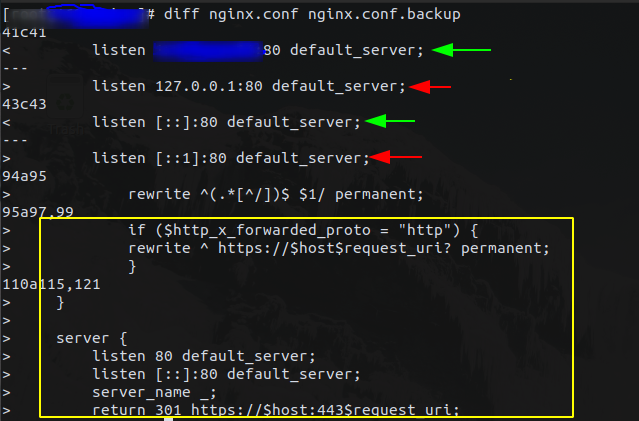 [ # diff nginx.conf nginx.conf.backup
41c41
< listen 80 default_server;
---
> listen 127.0.0.1:80 default_server;
43c43
< listen [::]:80 default_server;
---
> listen [::1]:80 default_server;
94a95
> rewrite ^(.*[^/])$ $1/ permanent;
95a97,99
> if ($http_x_forwarded_proto = "http") {
> rewrite ^ https://$host$request_uri? permanent;
> }
110a115,121
> }
>
> server {
> listen 80 default_server;
> listen [::]:80 default_server;
> server_name _;
> return 301 https://$host:443$request_uri;